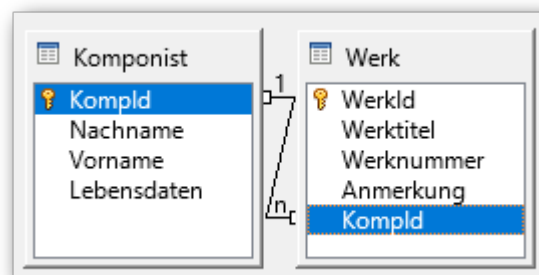 Komponist
KompId
Nachname
Vorname
Lebensdaten
1
n
Werk
WerkId
Werktitel
Werknummer
Anmerkung
KompId